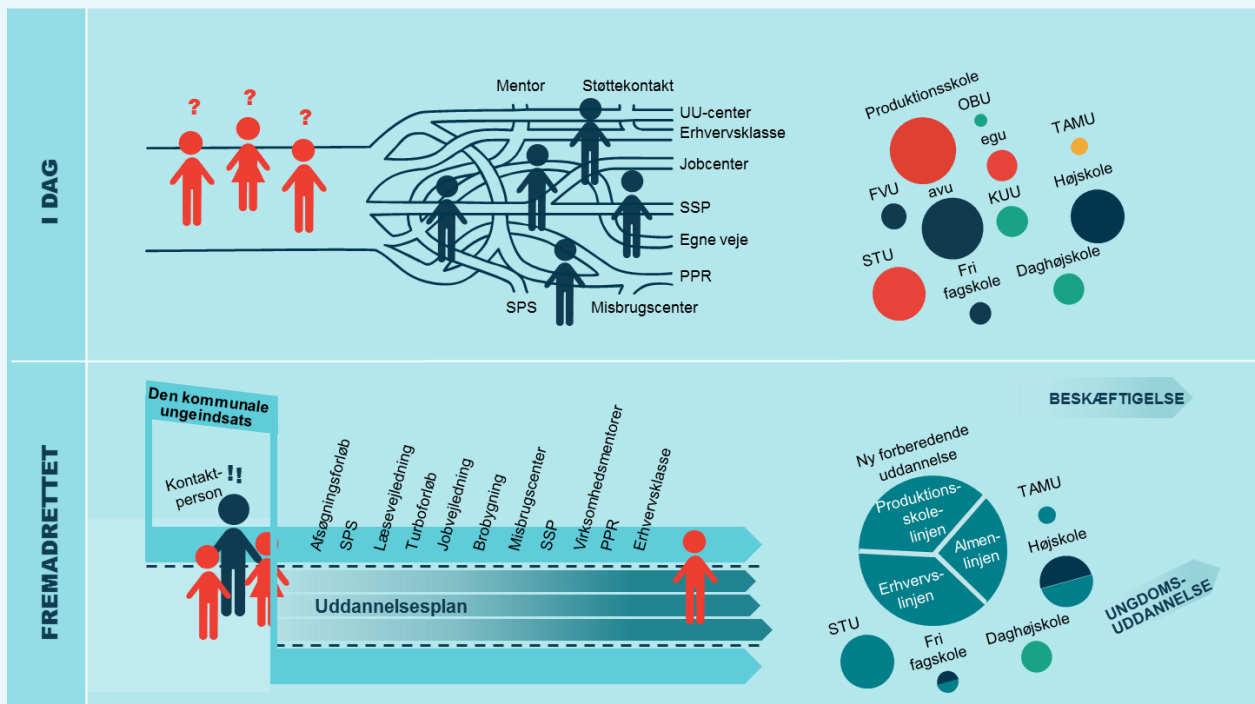 I DAG
?
?
?
Mentor
Støttekontakt
UU-center
Erhvervsklasse
Jobcenter
SSP
Egne veje
PPR
SPS
Misbrugscenter
Produktionsskole
OBU
egu
TAMU
FVU
avu
KUU
Højskole
STU
Fri
fagskole
Daghøjskole
FREMADRETTET
Den kommunale
ungeindsats
Kontakt-
person
!!
Afsøgningsforløb
SPS
Læsevejledning
Turboforløb
Jobvejledning
Brobygning
Misbrugscenter
SSP
Virksomhedsmentorer
PPR
Erhvervsklasse
Uddannelsesplan
BESKÆFTIGELSE
Ny forberedende
uddannelse
Produktions-
skole-
linjen
Almen-
linjen
Erhvervs-
linjen
TAMU
Højskole
STU
Fri
fagskole
Daghøjskole
UNGDOMS-
UDDANNELSE